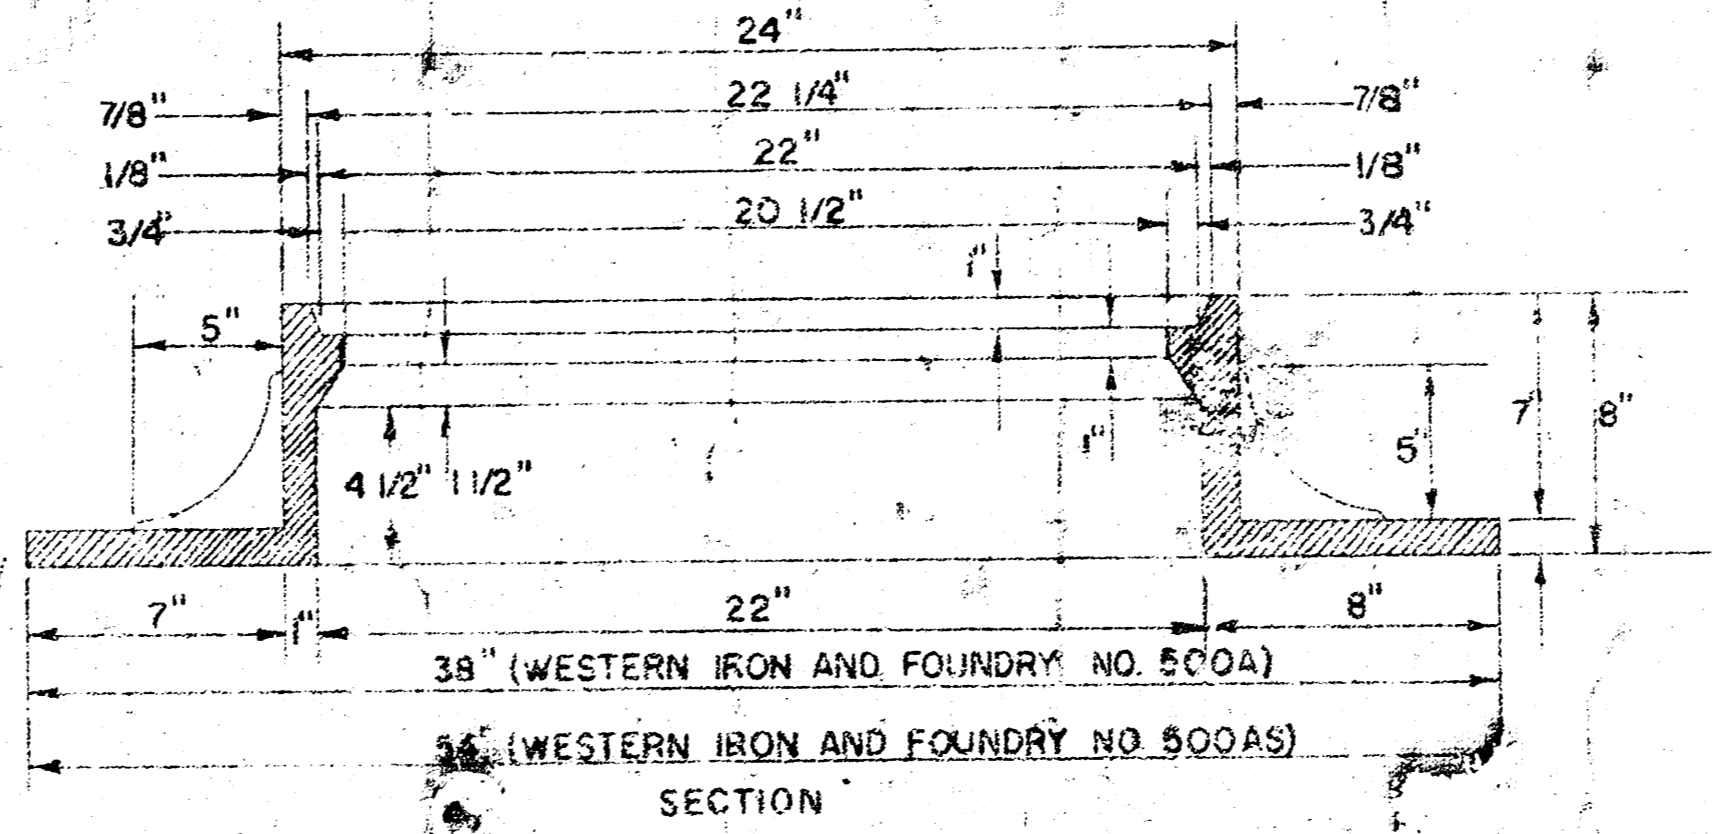 24"
7/8" 22 1/4" 7/8"
1/8" 22" 1/8"
3/4" 20 1/2" 3/4"
1"
5"
7 8"
1" 5
4 1/2" 1 1/2"
7" 1" 22" 8"
38" (WESTERN IRON AND FOUNDRY NO. 500A)
(WESTERN IRON AND FOUNDRY NO. 500AS)
SECTION